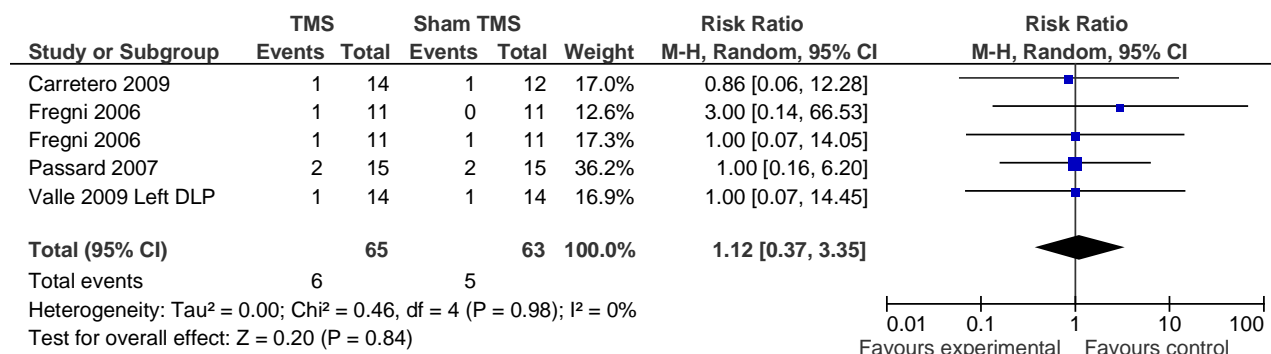 TMS Sham TMS Risk Ratio Risk Ratio
Study or Subgroup Events Total Events Total Weight M-H, Random, 95% CI M-H, Random, 95% CI
Carretero 2009 1 14 1 12 17.0% 0.86 [0.06, 12.28]
Fregni 2006 1 11 0 11 12.6% 3.00 [0.14, 66.53]
Fregni 2006 1 11 1 11 17.3% 1.00 [0.07, 14.05]
Passard 2007 2 15 2 15 36.2% 1.00 [0.16, 6.20]
Valle 2009 Left DLP 1 14 1 14 16.9% 1.00 [0.07, 14.45]
Total (95% CI) 65 63 100.0% 1.12 [0.37, 3.35]
Total events 6 5
Heterogeneity: Tau² = 0.00; Chi² = 0.46, df = 4 (P = 0.98); I² = 0%
Test for overall effect: Z = 0.20 (P = 0.84)
0.01 0.1 1 10 100
Favours experimental Favours control